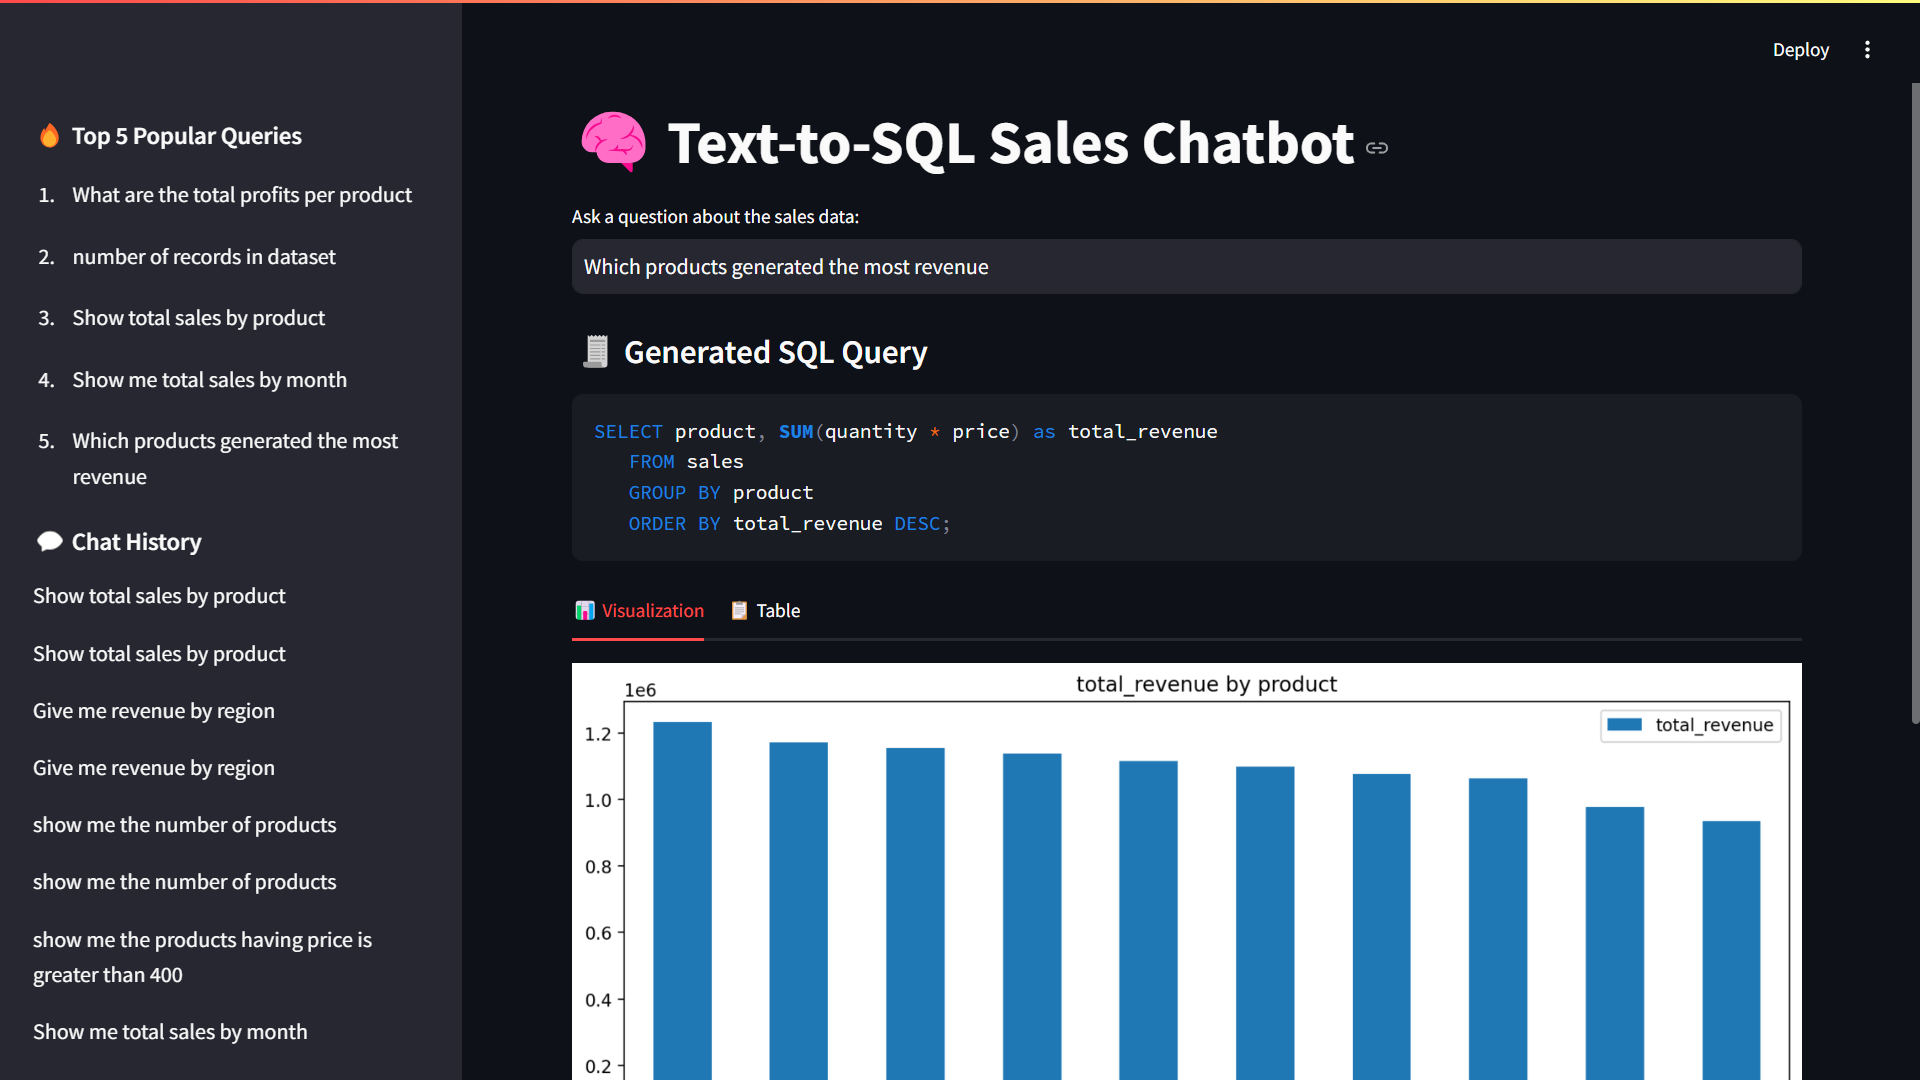 Deploy
Top 5 Popular Queries
1. What are the total profits per product
2. number of records in dataset
3. Show total sales by product
4. Show me total sales by month
5. Which products generated the most
revenue
Chat History
Show total sales by product
Show total sales by product
Give me revenue by region
Give me revenue by region
show me the number of products
show me the number of products
show me the products having price is
greater than 400
Show me total sales by month
Text-to-SQL Sales Chatbot
Ask a question about the sales data:
Which products generated the most revenue
Generated SQL Query
SELECT product, SUM(quantity * price) as total_revenue
FROM sales
GROUP BY product
ORDER BY total_revenue DESC;
Visualization
Table
total_revenue by product
1e6
total_revenue
1.2
1.0
0.8
0.6
0.4
0.2